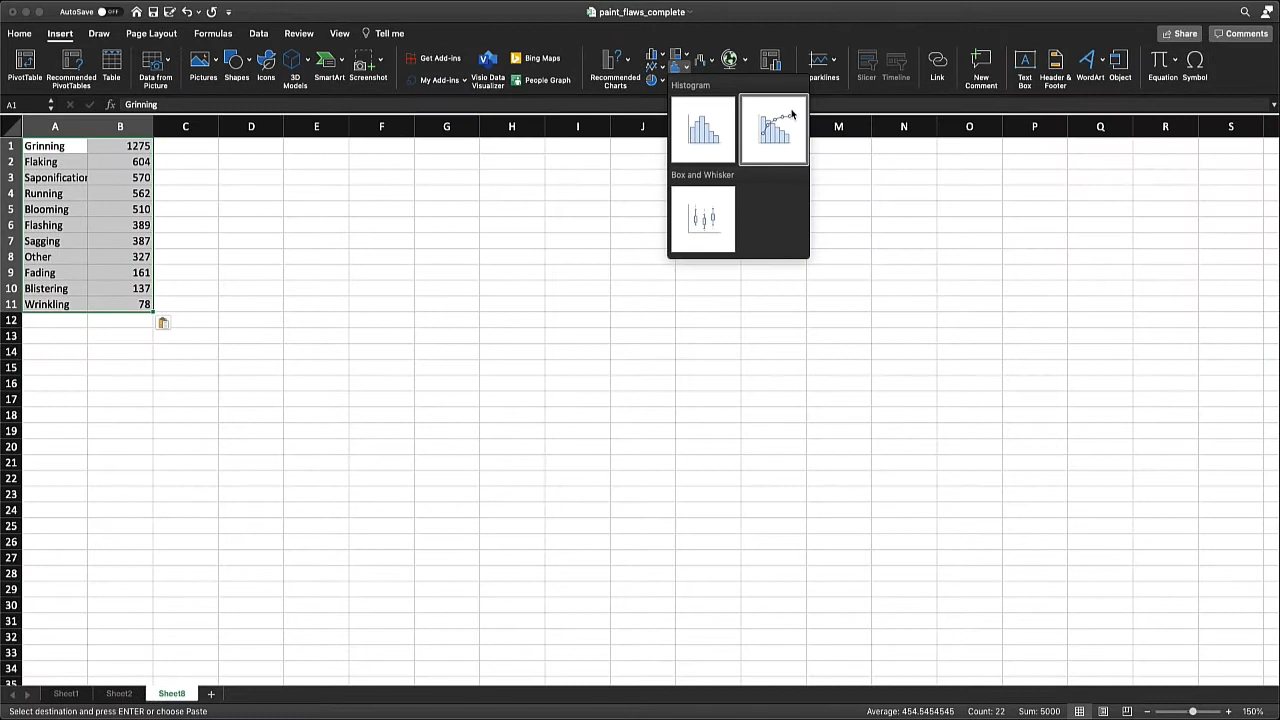 AutoSave OFF
paint_flaws_complete
Home Insert Draw Page Layout Formulas Data Review View Tell me
Share Comments
PivotTable
Recommended PivotTables
Table
Data from Picture
Pictures
Shapes
Icons
3D Models
SmartArt
Screenshot
Get Add-ins
My Add-ins
Visio Data Visualizer
Bing Maps
People Graph
Recommended Charts
Sparklines
Slicer
Timeline
Link
New Comment
Text Box
Header & Footer
WordArt
Object
Equation
Symbol
A1 fx Grinning
Histogram
Box and Whisker
A B C D E F G H I J M N O P Q R S
1 Grinning 1275
2 Flaking 604
3 Saponification 570
4 Running 562
5 Blooming 510
6 Flashing 389
7 Sagging 387
8 Other 327
9 Fading 161
10 Blistering 137
11 Wrinkling 78
12
13
14
15
16
17
18
19
20
21
22
23
24
25
26
27
28
29
30
31
32
33
34
35
Sheet1 Sheet2 Sheet8 +
Select destination and press ENTER or choose Paste
Average: 454.5454545 Count: 22 Sum: 5000
150%